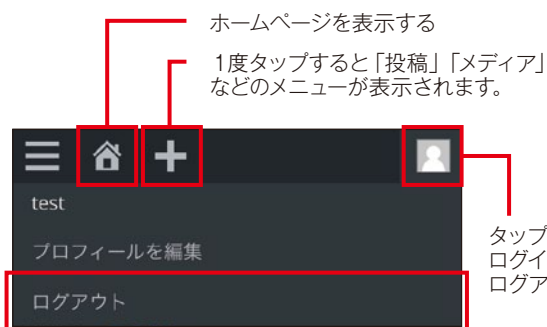 ホームページを表示する
1度タップすると「投稿」「メディア」
などのメニューが表示されます。
test
プロフィールを編集
ログアウト
タップ
ログイ
ログア